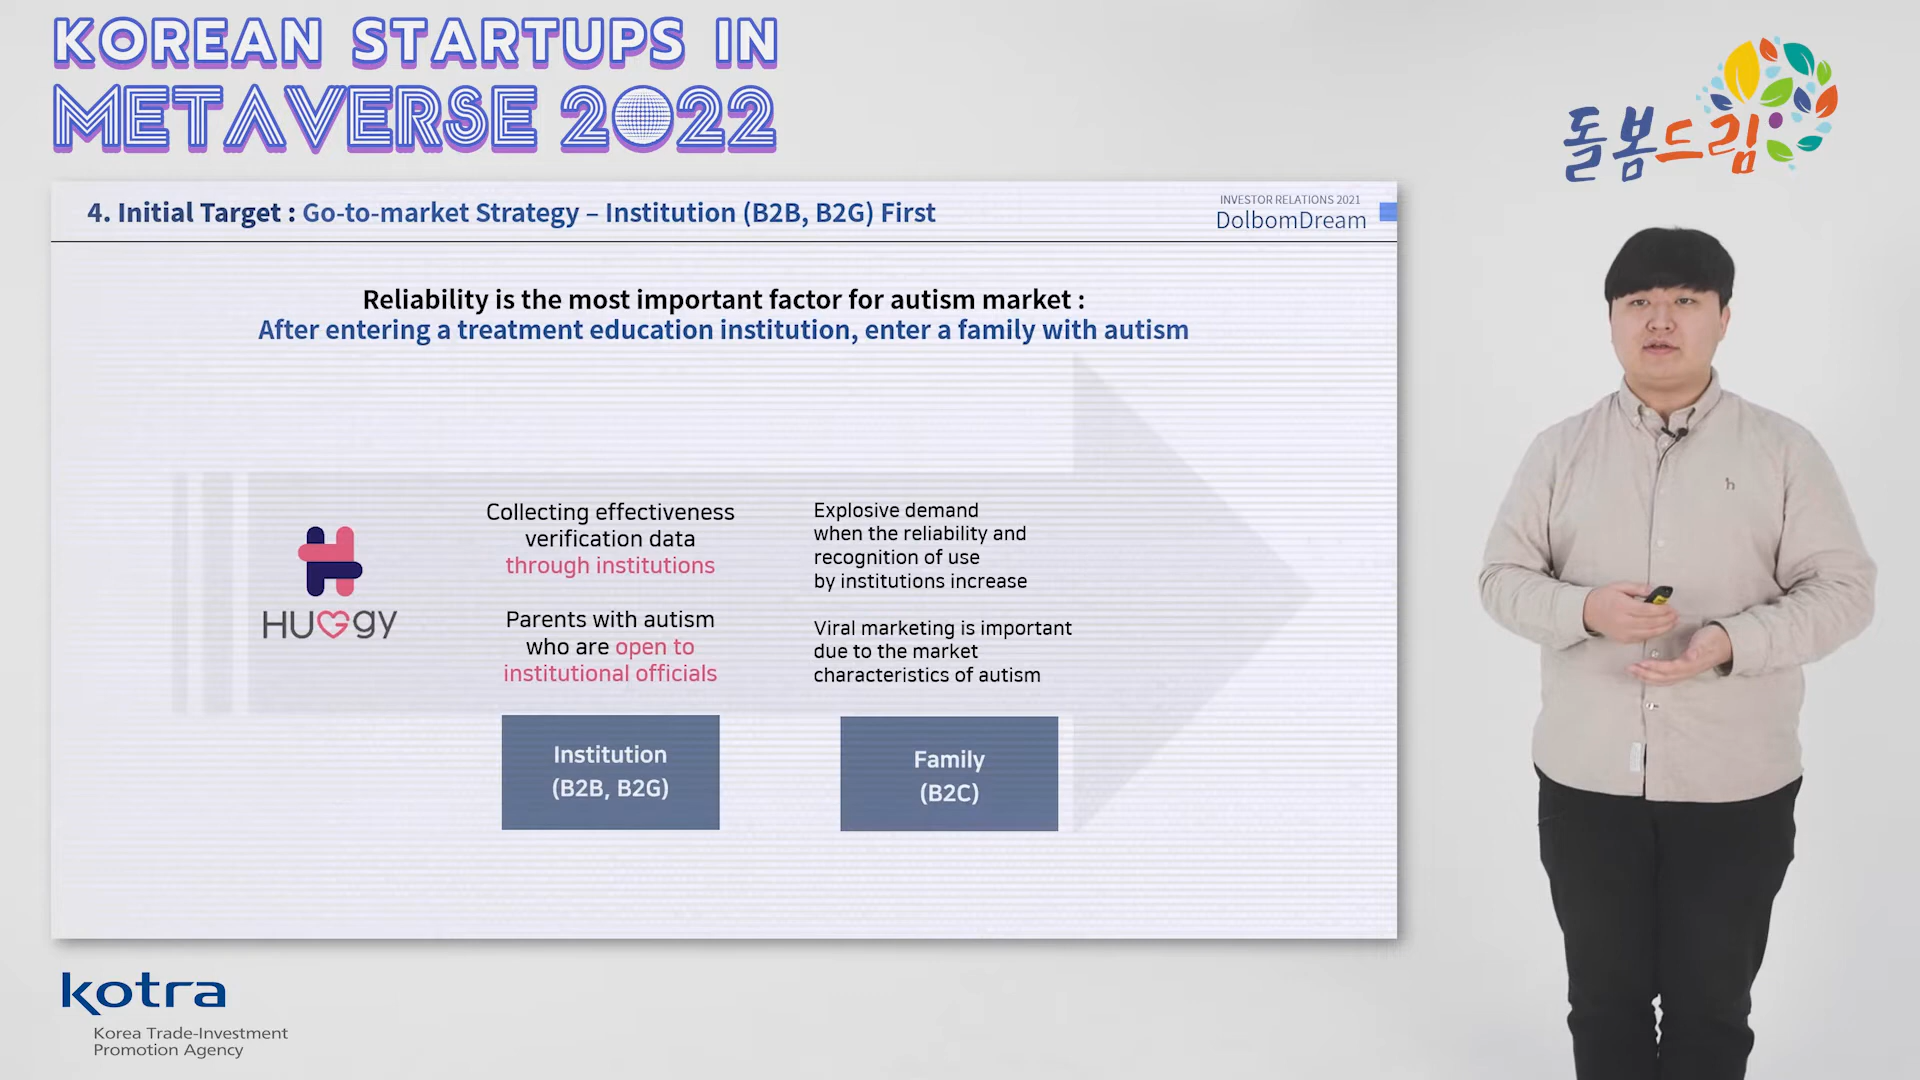 KOREAN STARTUPS IN
METAVERSE 2022
돌봄드림
4. Initial Target : Go-to-market Strategy – Institution (B2B, B2G) First
INVESTOR RELATIONS 2021
DolbomDream
Reliability is the most important factor for autism market :
After entering a treatment education institution, enter a family with autism
HUGgy
Collecting effectiveness
verification data
through institutions
Parents with autism
who are open to
institutional officials
Explosive demand
when the reliability and
recognition of use
by institutions increase
Viral marketing is important
due to the market
characteristics of autism
Institution
(B2B, B2G)
Family
(B2C)
h
kotra
Korea Trade-Investment
Promotion Agency